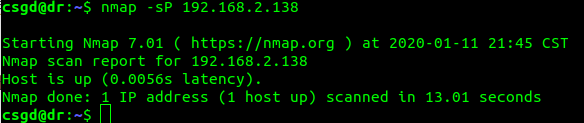 csgd@dr:~$ nmap -sP 192.168.2.138
Starting Nmap 7.01 ( https://nmap.org ) at 2020-01-11 21:45 CST
Nmap scan report for 192.168.2.138
Host is up (0.0056s latency).
Nmap done: 1 IP address (1 host up) scanned in 13.01 seconds
csgd@dr:~$